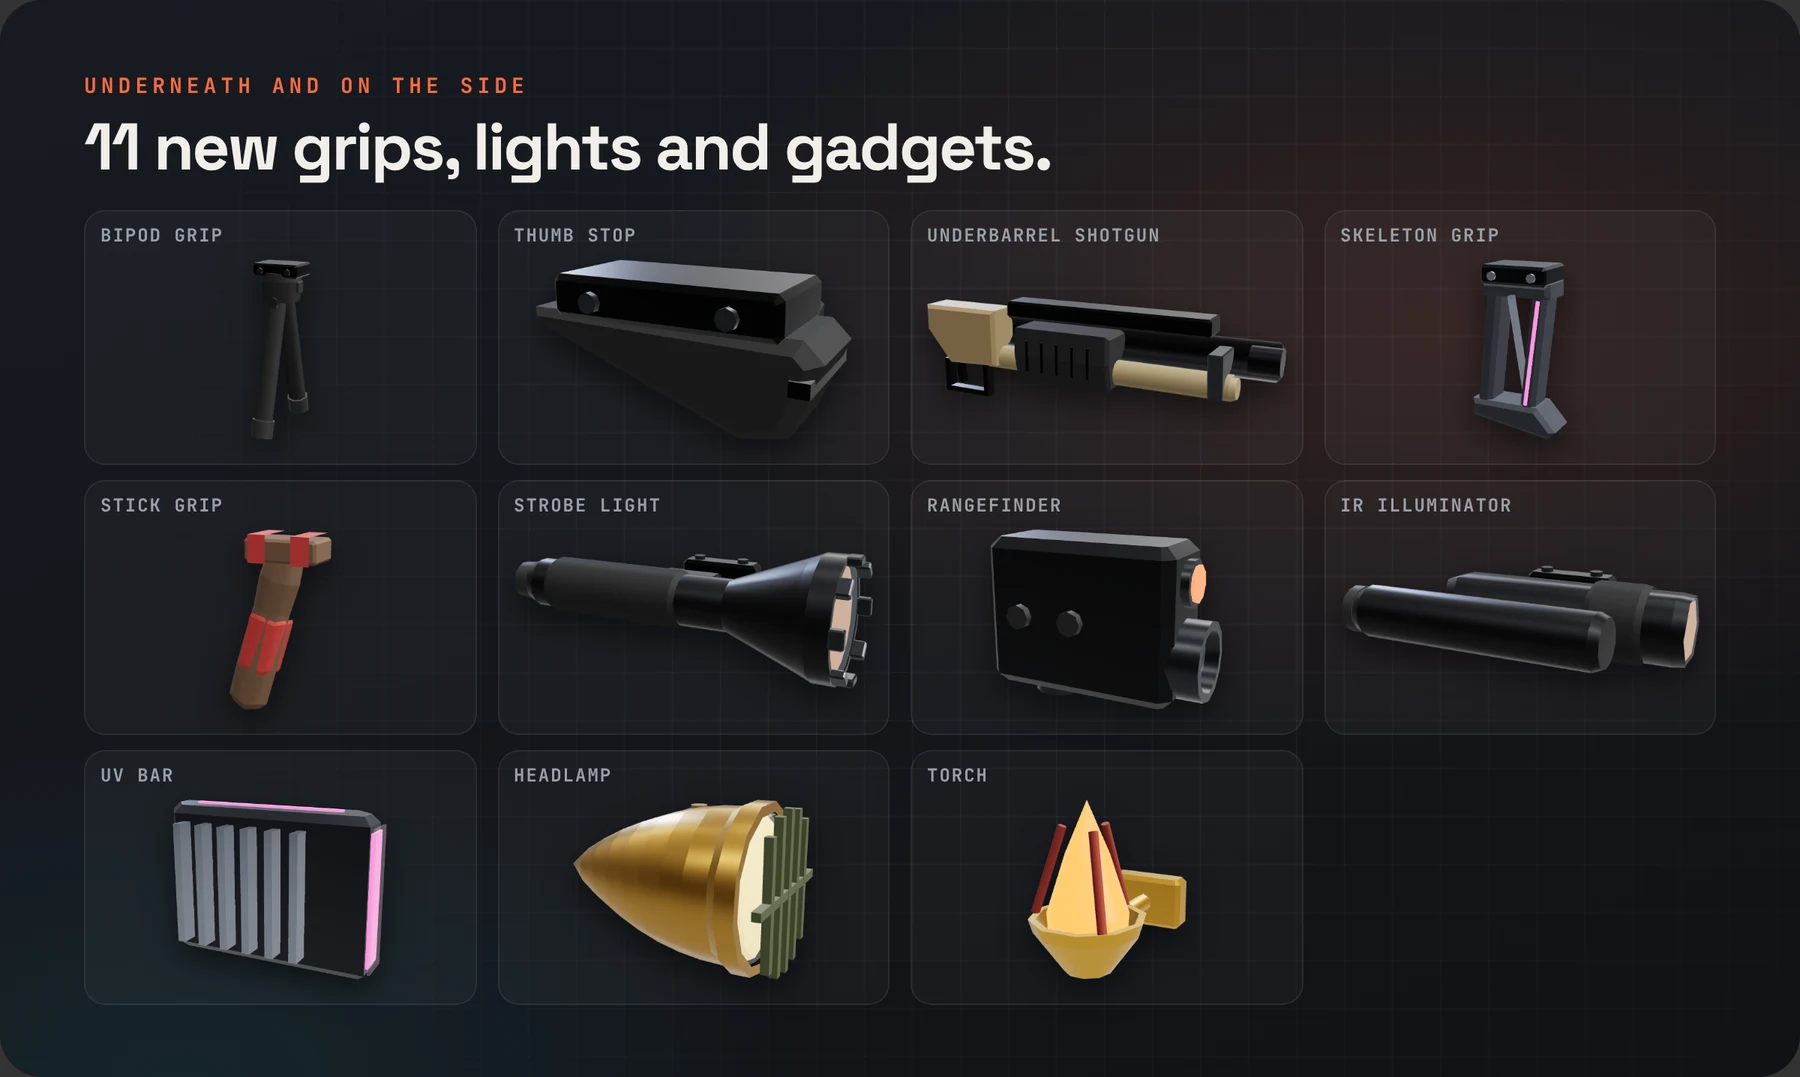 UNDERNEATH AND ON THE SIDE
11 new grips, lights and gadgets.
BIPOD GRIP
THUMB STOP
UNDERBARREL SHOTGUN
SKELETON GRIP
STICK GRIP
STROBE LIGHT
RANGEFINDER
IR ILLUMINATOR
UV BAR
HEADLAMP
TORCH